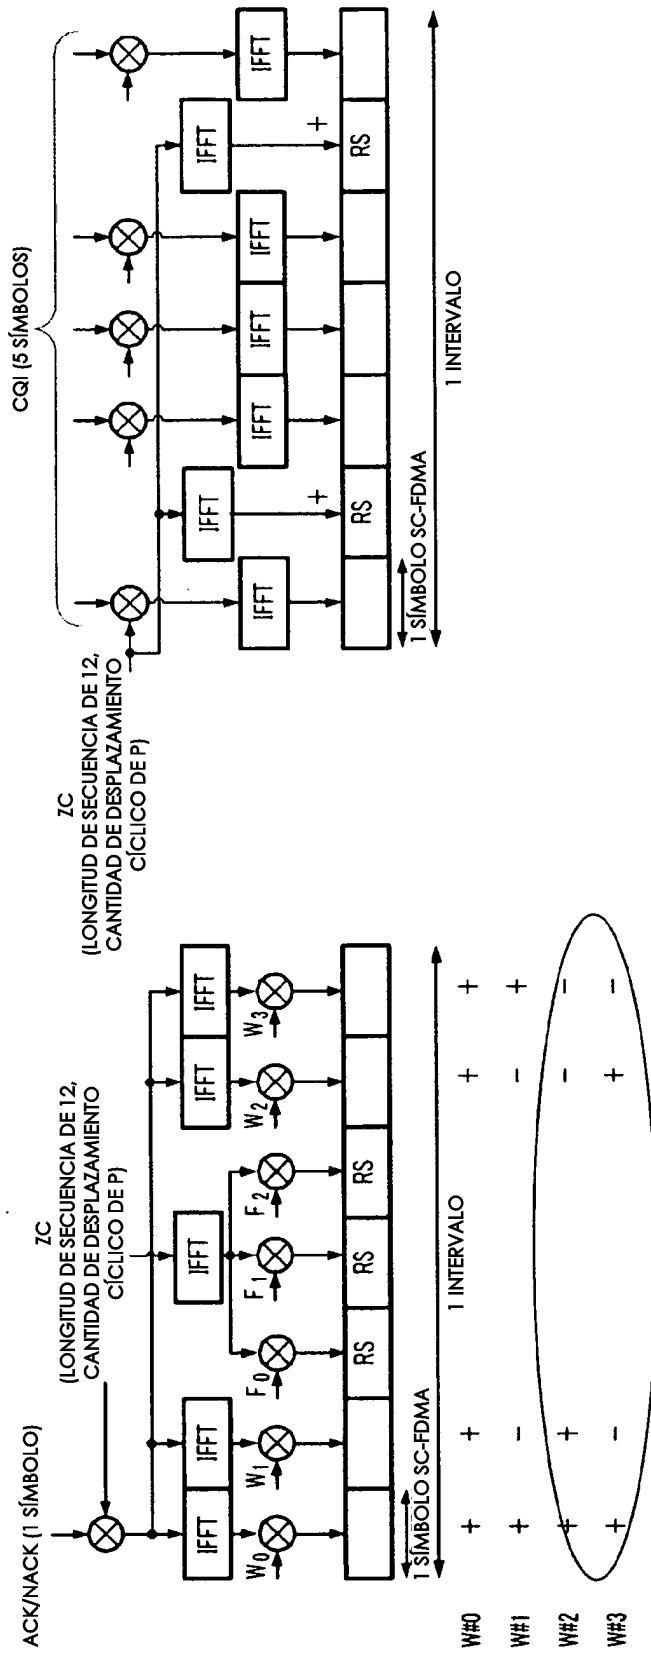 ACK/NACK (1 SÍMBOLO)
ZC
(LONGITUD DE SECUENCIA DE 12,
CANTIDAD DE DESPLAZAMIENTO
CÍCLICO DE P)
IFFT
IFFT
IFFT
IFFT
IFFT
W0
W1
F0
F1
F2
W2
W3
RS
RS
RS
1 SÍMBOLO SC-FDMA
1 INTERVALO
W#0 + + + +
W#1 + - - +
W#2 + + - -
W#3 + - + -
CQI (5 SÍMBOLOS)
ZC
(LONGITUD DE SECUENCIA DE 12,
CANTIDAD DE DESPLAZAMIENTO
CÍCLICO DE P)
IFFT
IFFT
IFFT
IFFT
IFFT
IFFT
IFFT
+
+
RS
RS
1 SÍMBOLO SC-FDMA
1 INTERVALO